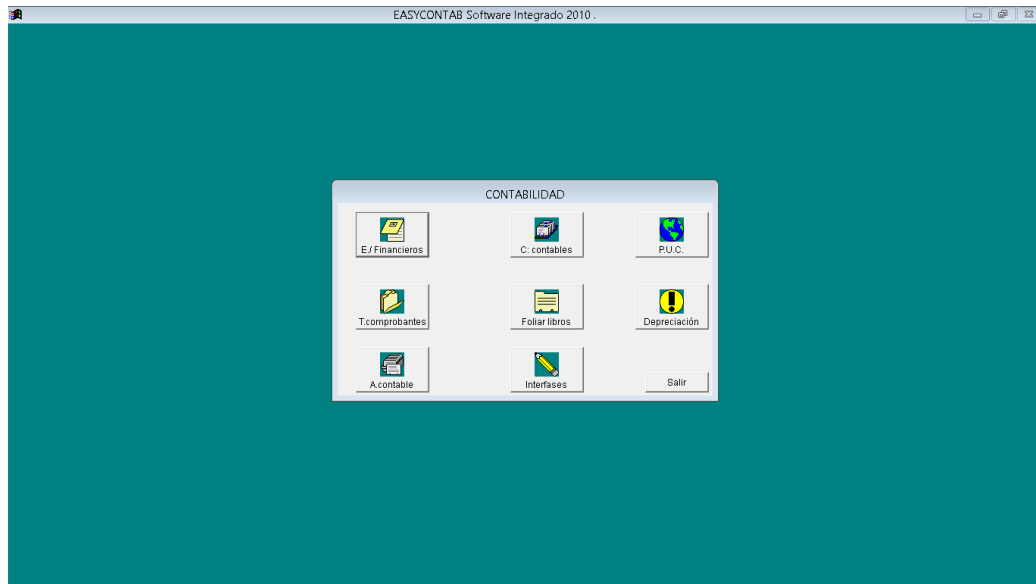 EASYCONTAB Software Integrado 2010 .
CONTABILIDAD
E./ Financieros
C: contables
P.U.C.
T.comprobantes
Foliar libros
Depreciación
A.contable
Interfases
Salir